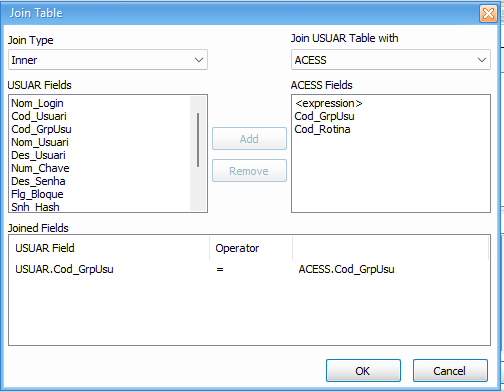 Join Table
Join Type
Join USUAR Table with
Inner
ACESS
USUAR Fields
ACESS Fields
Nom_Login
Cod_Usuari
Cod_GrpUsu
Nom_Usuari
Des_Usuari
Num_Chave
Des_Senha
Flg_Bloque
Snh_Hash
<expression>
Cod_GrpUsu
Cod_Rotina
Add
Remove
Joined Fields
USUAR Field Operator
USUAR.Cod_GrpUsu = ACESS.Cod_GrpUsu
OK Cancel